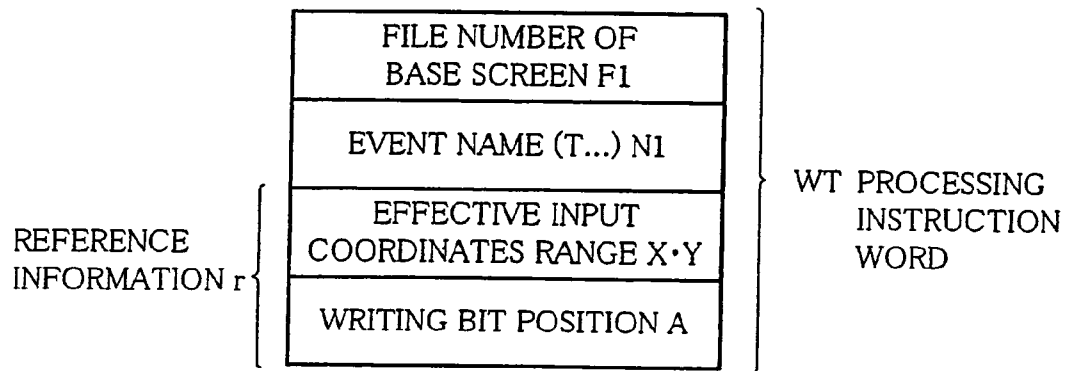 FILE NUMBER OF
BASE SCREEN F1
EVENT NAME (T...) N1
EFFECTIVE INPUT
COORDINATES RANGE X·Y
WRITING BIT POSITION A
REFERENCE
INFORMATION r
WT PROCESSING
INSTRUCTION
WORD